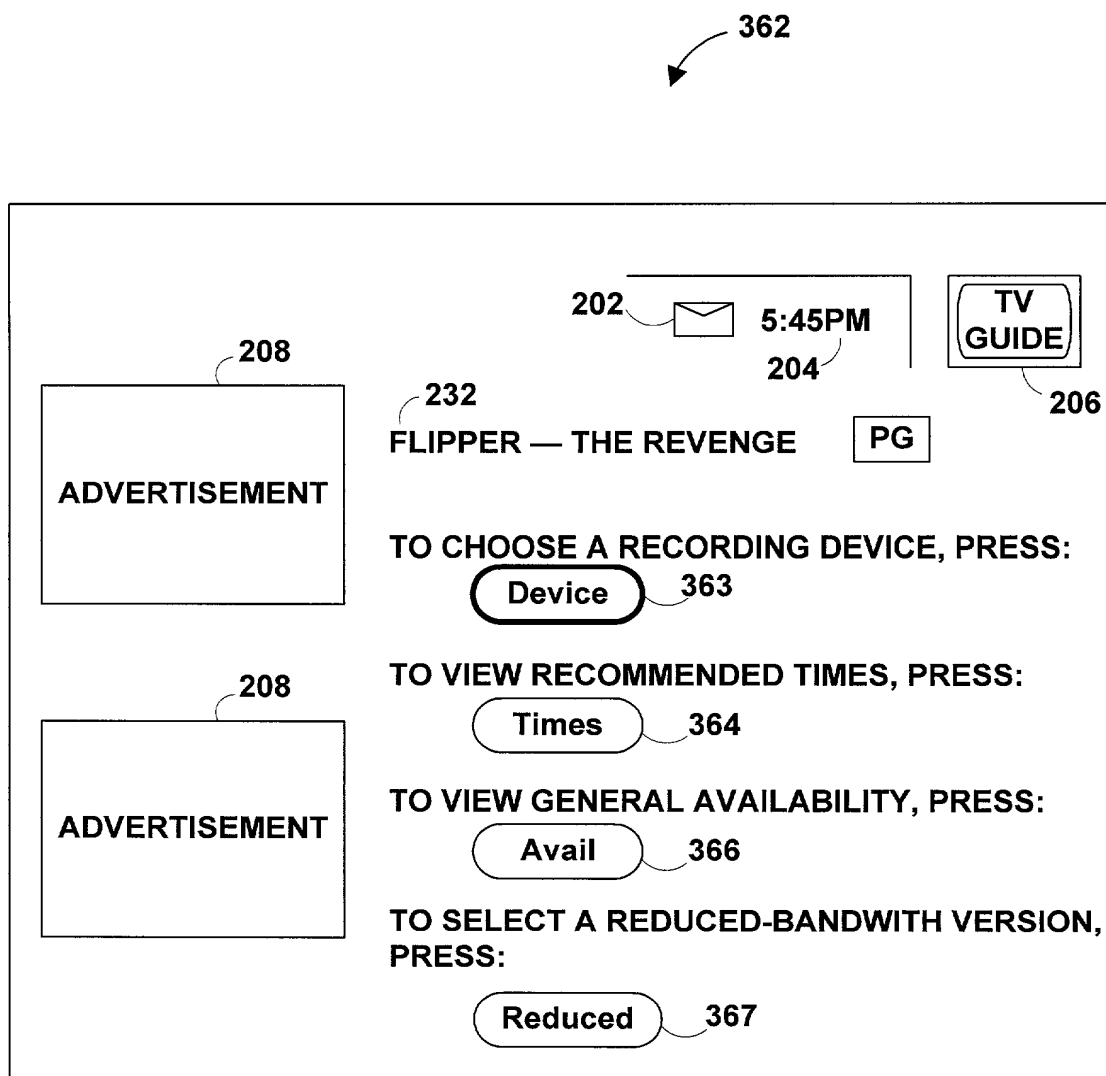 362
202
5:45PM
204
TV
GUIDE
206
208
ADVERTISEMENT
232
FLIPPER — THE REVENGE
PG
TO CHOOSE A RECORDING DEVICE, PRESS:
Device
363
208
ADVERTISEMENT
TO VIEW RECOMMENDED TIMES, PRESS:
Times
364
TO VIEW GENERAL AVAILABILITY, PRESS:
Avail
366
TO SELECT A REDUCED-BANDWITH VERSION,
PRESS:
Reduced
367